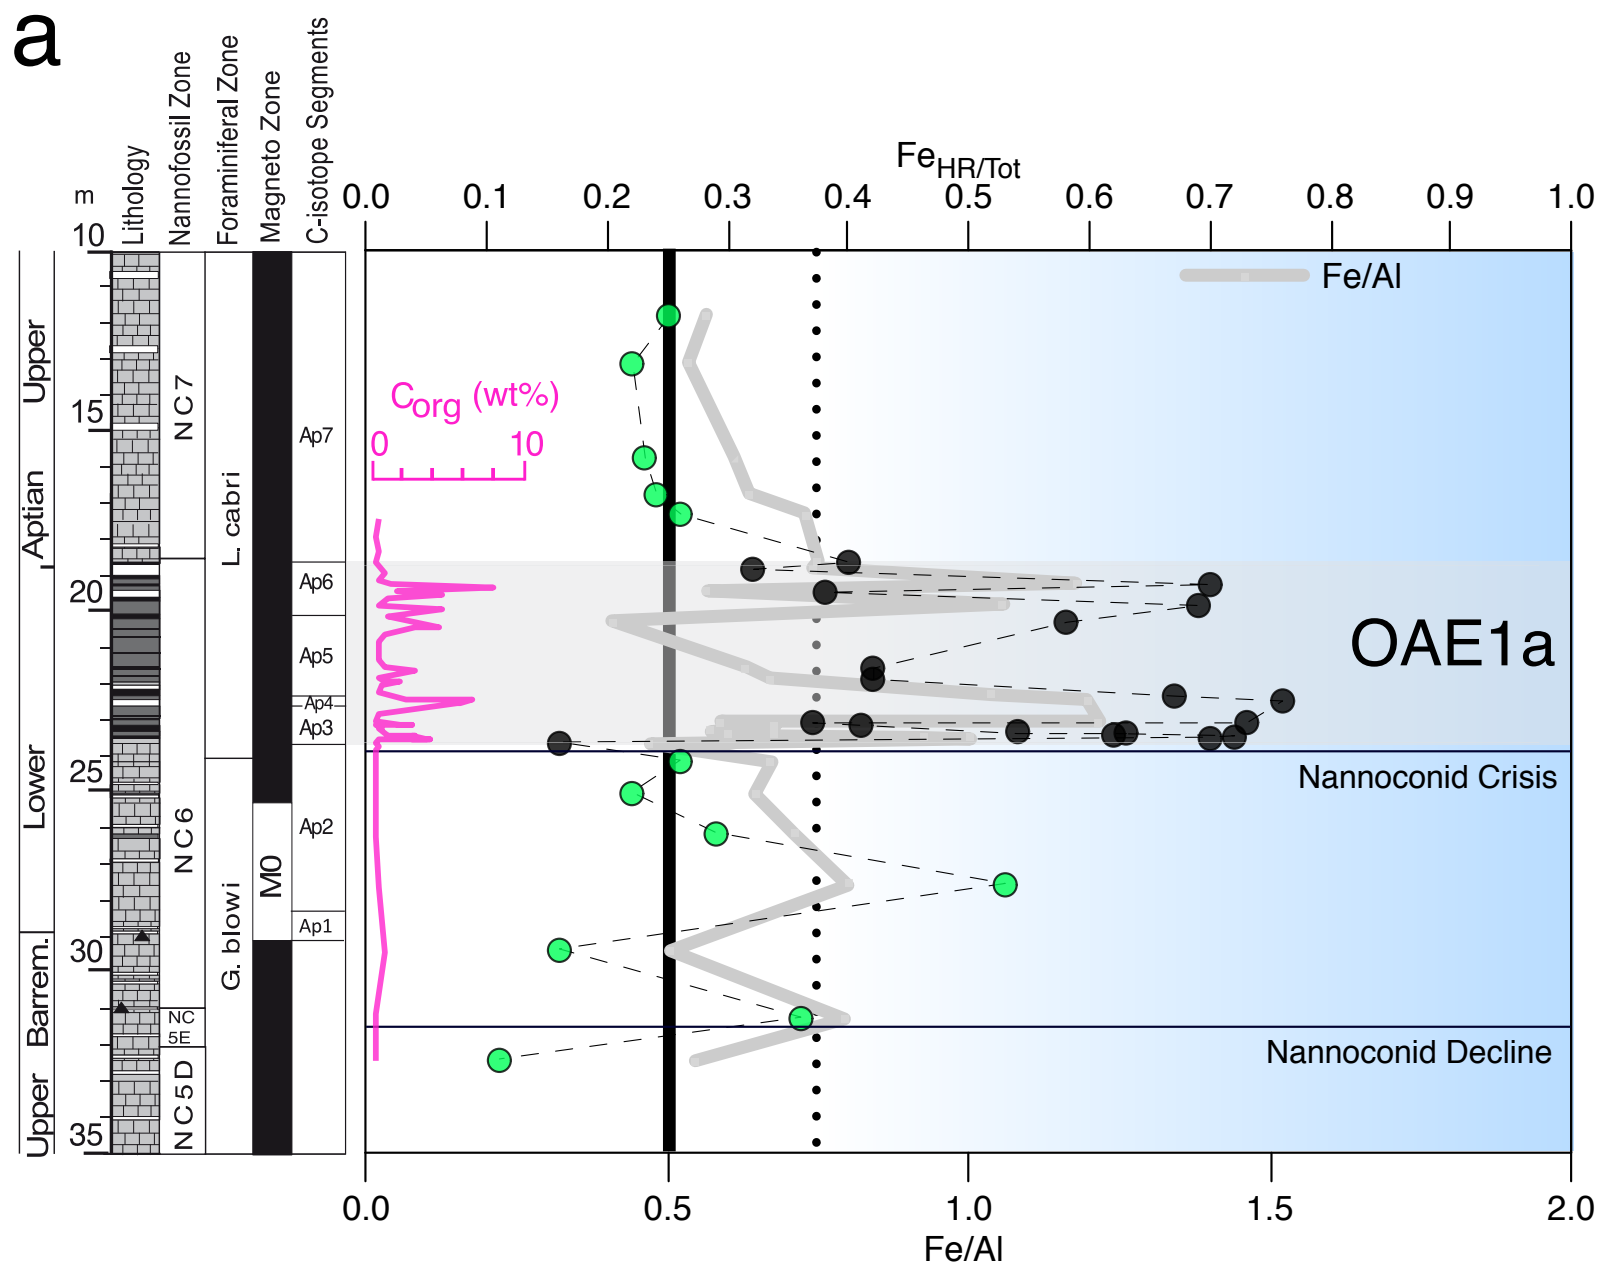 a
m
Lithology
Nannofossil Zone
Foraminiferal Zone
Magneto Zone
C-isotope Segments
FeHR/Tot
0.0 0.1 0.2 0.3 0.4 0.5 0.6 0.7 0.8 0.9 1.0
10
15
20
25
30
35
Upper
Aptian
Lower
Barrem.
Upper
NC7
NC6
NC
5E
NC5D
L. cabri
G. blowi
M0
Ap7
Ap6
Ap5
Ap4
Ap3
Ap2
Ap1
Corg (wt%)
0 10
Fe/Al
OAE1a
Nannoconid Crisis
Nannoconid Decline
0.0 0.5 1.0 1.5 2.0
Fe/Al